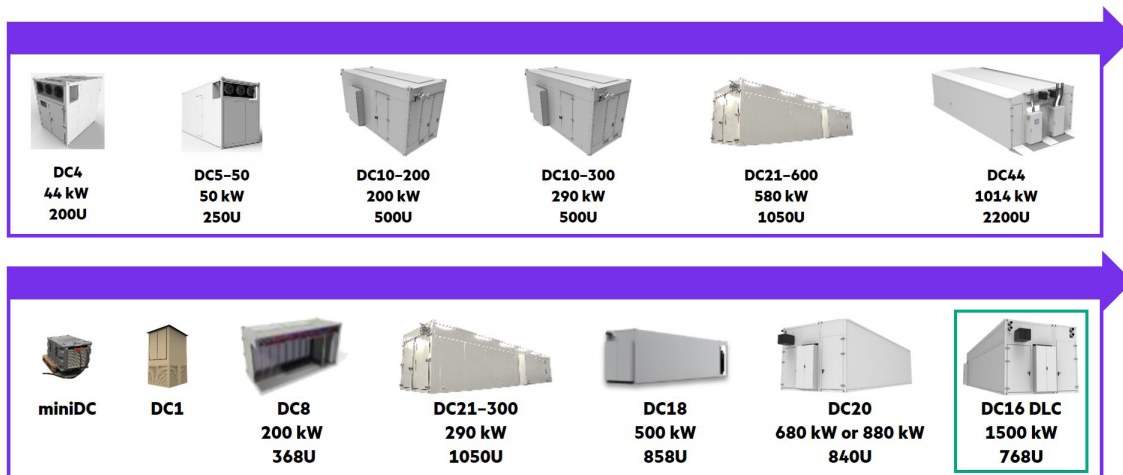 DC4
44 kW
200U
DC5–50
50 kW
250U
DC10–200
200 kW
500U
DC10–300
290 kW
500U
DC21–600
580 kW
1050U
DC44
1014 kW
2200U
miniDC
DC1
DC8
200 kW
368U
DC21–300
290 kW
1050U
DC18
500 kW
858U
DC20
680 kW or 880 kW
840U
DC16 DLC
1500 kW
768U